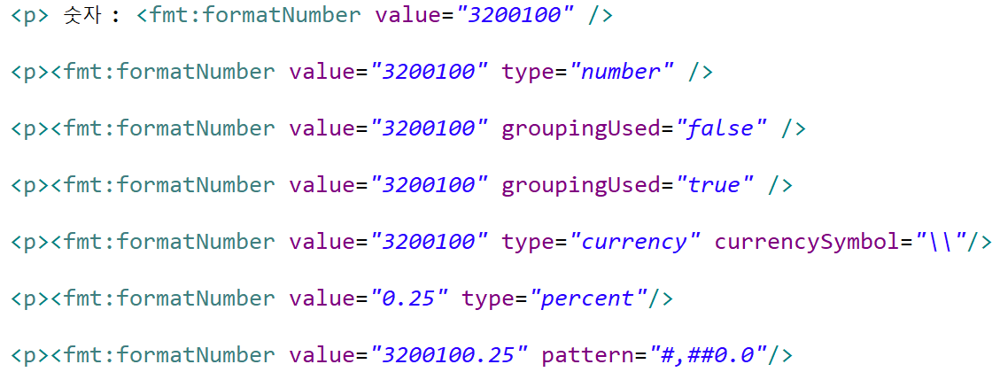 <p> 숫자 : <fmt:formatNumber value="3200100" />
<p><fmt:formatNumber value="3200100" type="number" />
<p><fmt:formatNumber value="3200100" groupingUsed="false" />
<p><fmt:formatNumber value="3200100" groupingUsed="true" />
<p><fmt:formatNumber value="3200100" type="currency" currencySymbol="\\"/>
<p><fmt:formatNumber value="0.25" type="percent"/>
<p><fmt:formatNumber value="3200100.25" pattern="#,##0.0"/>